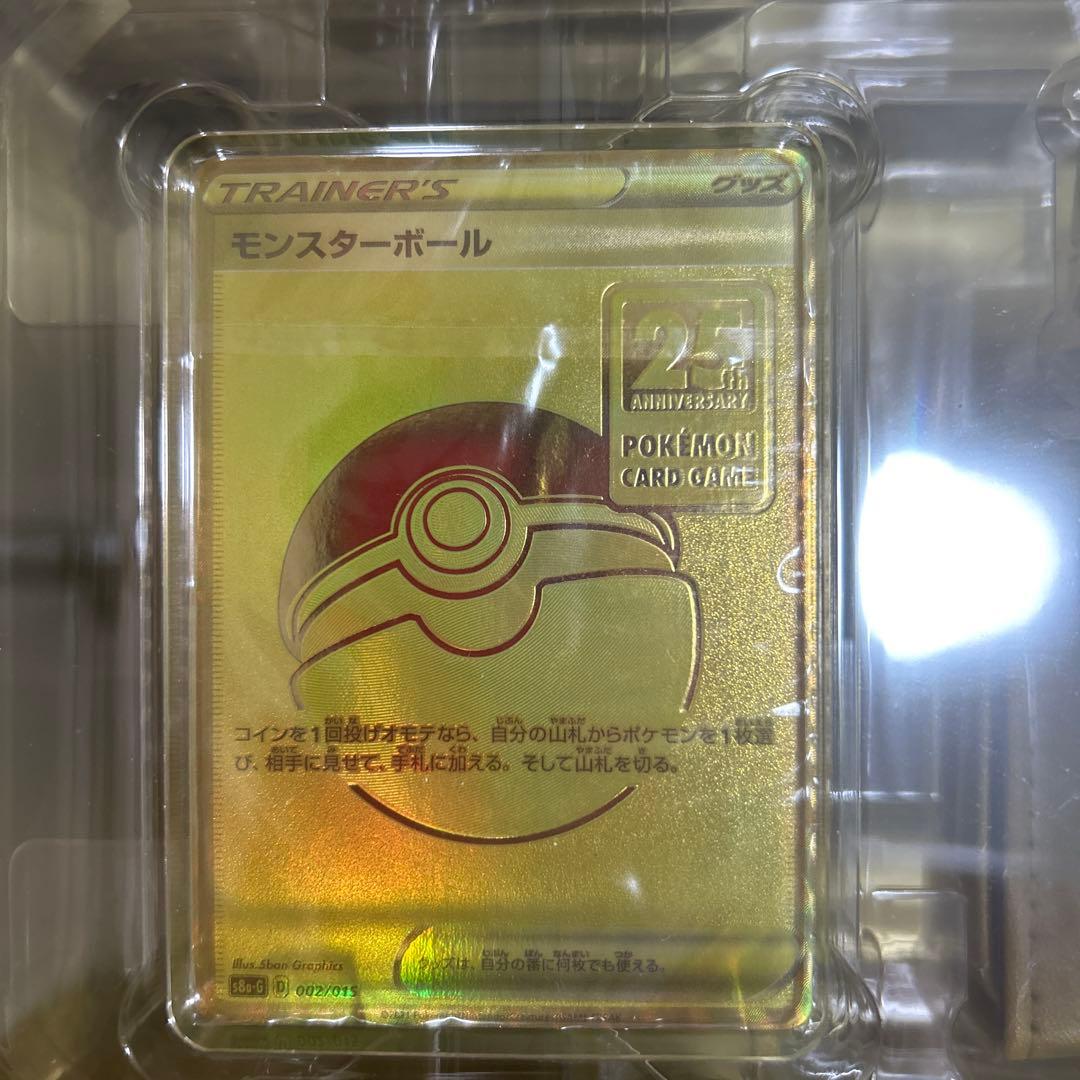 TRAINER'S
グッズ
モンスターボール
25th
ANNIVERSARY
POKÉMON
CARD GAME
コインを1回投げオモテなら、自分の山札からポケモンを1枚選
び、相手に見せて、手札に加える。そして山札を切る。
グッズは、自分の番に何枚でも使える。
Illus. 5ban Graphics
s8a-G D 002/015